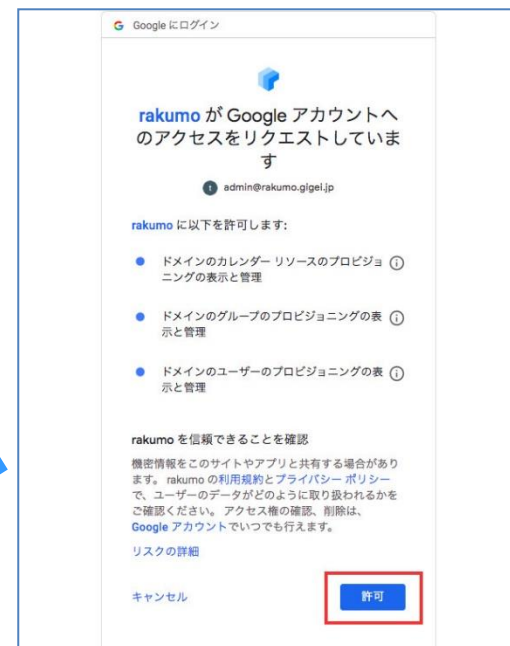 Google にログイン
rakumo が Google アカウントへ
のアクセスをリクエストしていま
す
t admin@rakumo.gigei.jp
rakumo に以下を許可します:
ドメインのカレンダー リソースのプロビジョ
ニングの表示と管理
ドメインのグループのプロビジョニングの表
示と管理
ドメインのユーザーのプロビジョニングの表
示と管理
rakumo を信頼できることを確認
機密情報をこのサイトやアプリと共有する場合があり
ます。 rakumo の利用規約とプライバシー ポリシー
で、ユーザーのデータがどのように取り扱われるかを
ご確認ください。 アクセス権の確認、削除は、
Google アカウントでいつでも行えます。
リスクの詳細
キャンセル
許可